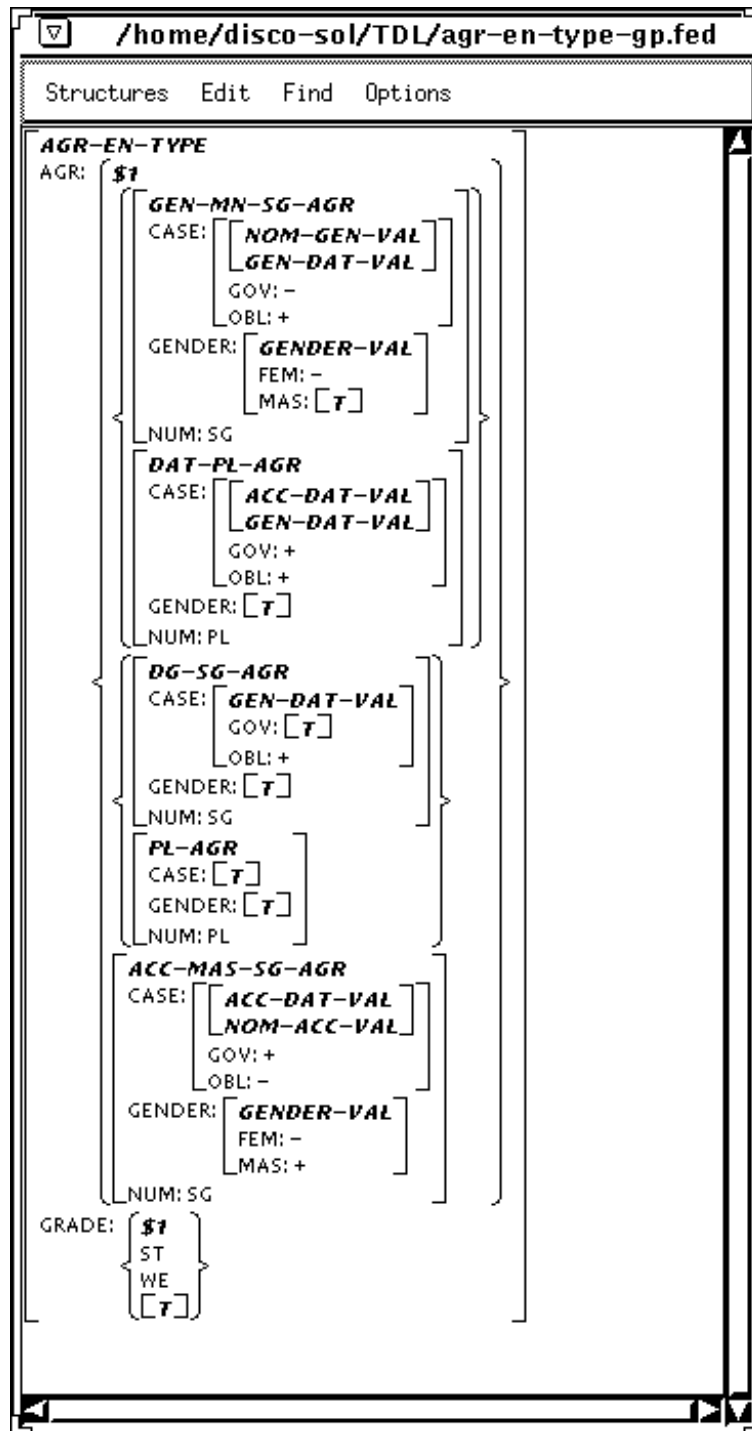 /home/disco-sol/TDL/agr-en-type-gp.fed
Structures Edit Find Options
AGR-EN-TYPE
AGR: $1
GEN-MN-SG-AGR
CASE: NOM-GEN-VAL
GEN-DAT-VAL
GOV: -
OBL: +
GENDER: GENDER-VAL
FEM: -
MAS: [T]
NUM: SG
DAT-PL-AGR
CASE: ACC-DAT-VAL
GEN-DAT-VAL
GOV: +
OBL: +
GENDER: [T]
NUM: PL
DG-SG-AGR
CASE: GEN-DAT-VAL
GOV: [T]
OBL: +
GENDER: [T]
NUM: SG
PL-AGR
CASE: [T]
GENDER: [T]
NUM: PL
ACC-MAS-SG-AGR
CASE: ACC-DAT-VAL
NOM-ACC-VAL
GOV: +
OBL: -
GENDER: GENDER-VAL
FEM: -
MAS: +
NUM: SG
GRADE: $1
ST
WE
[T]